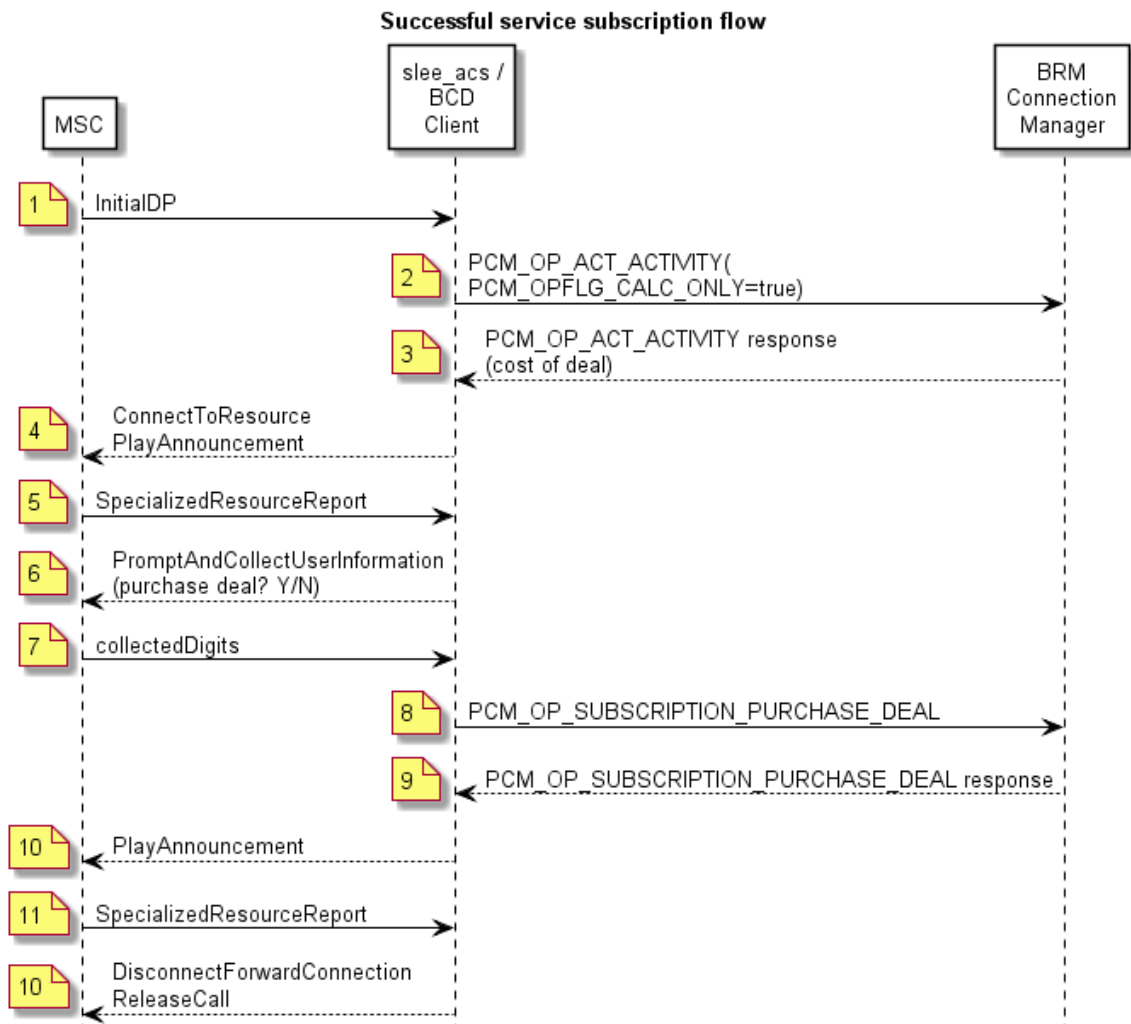 Successful service subscription flow
MSC
slee_acs /
BCD
Client
BRM
Connection
Manager
1
InitialDP
2
PCM_OP_ACT_ACTIVITY(
PCM_OPFLG_CALC_ONLY=true)
3
PCM_OP_ACT_ACTIVITY response
(cost of deal)
4
ConnectToResource
PlayAnnouncement
5
SpecializedResourceReport
6
PromptAndCollectUserInformation
(purchase deal? Y/N)
7
collectedDigits
8
PCM_OP_SUBSCRIPTION_PURCHASE_DEAL
9
PCM_OP_SUBSCRIPTION_PURCHASE_DEAL response
10
PlayAnnouncement
11
SpecializedResourceReport
10
DisconnectForwardConnection
ReleaseCall